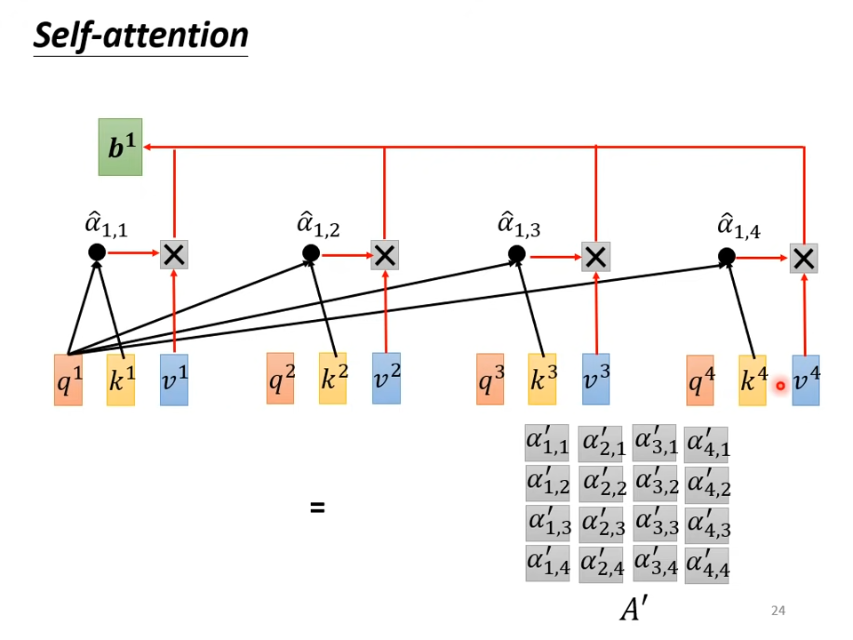 Self-attention
b¹
α̂₁,₁ α̂₁,₂ α̂₁,₃ α̂₁,₄
q¹ k¹ v¹ q² k² v² q³ k³ v³ q⁴ k⁴ v⁴
α′₁,₁ α′₂,₁ α′₃,₁ α′₄,₁
α′₁,₂ α′₂,₂ α′₃,₂ α′₄,₂
= α′₁,₃ α′₂,₃ α′₃,₃ α′₄,₃
α′₁,₄ α′₂,₄ α′₃,₄ α′₄,₄
A′
24